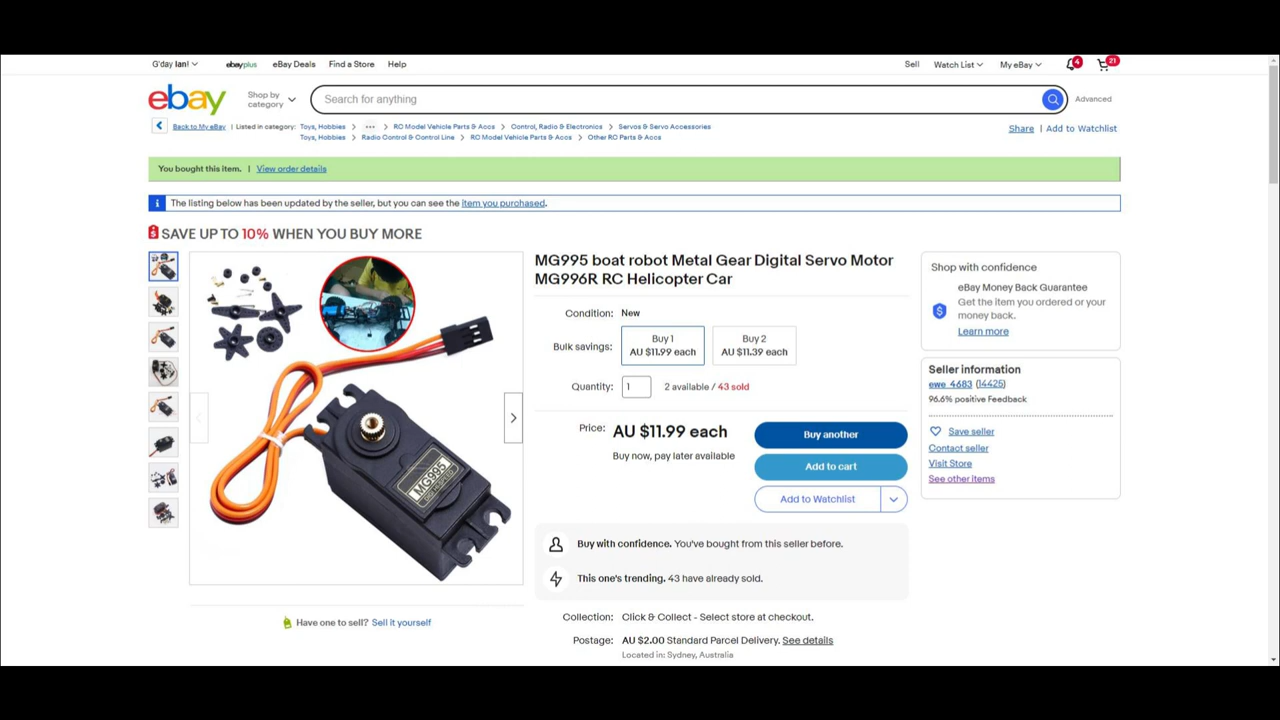 G'day Ian!
ebayplus
eBay Deals
Find a Store
Help
Sell
Watch List
My eBay
4
21
ebay
Shop by
category
Search for anything
Advanced
Back to My eBay | Listed in category: Toys, Hobbies > ... > RC Model Vehicle Parts & Accs > Control, Radio & Electronics > Servos & Servo Accessories
Toys, Hobbies > Radio Control & Control Line > RC Model Vehicle Parts & Accs > Other RC Parts & Accs
Share | Add to Watchlist
You bought this item. | View order details
The listing below has been updated by the seller, but you can see the item you purchased.
SAVE UP TO 10% WHEN YOU BUY MORE
MG995
MG995 boat robot Metal Gear Digital Servo Motor
MG996R RC Helicopter Car
Condition: New
Bulk savings:
Buy 1
AU $11.99 each
Buy 2
AU $11.39 each
Quantity: 1 2 available / 43 sold
Price: AU $11.99 each
Buy now, pay later available
Buy another
Add to cart
Add to Watchlist
Buy with confidence. You've bought from this seller before.
This one's trending. 43 have already sold.
Collection: Click & Collect - Select store at checkout.
Postage: AU $2.00 Standard Parcel Delivery. See details
Located in: Sydney, Australia
Have one to sell? Sell it yourself
Shop with confidence
eBay Money Back Guarantee
Get the item you ordered or your
money back.
Learn more
Seller information
ewe_4683 (14425)
96.6% positive Feedback
Save seller
Contact seller
Visit Store
See other items